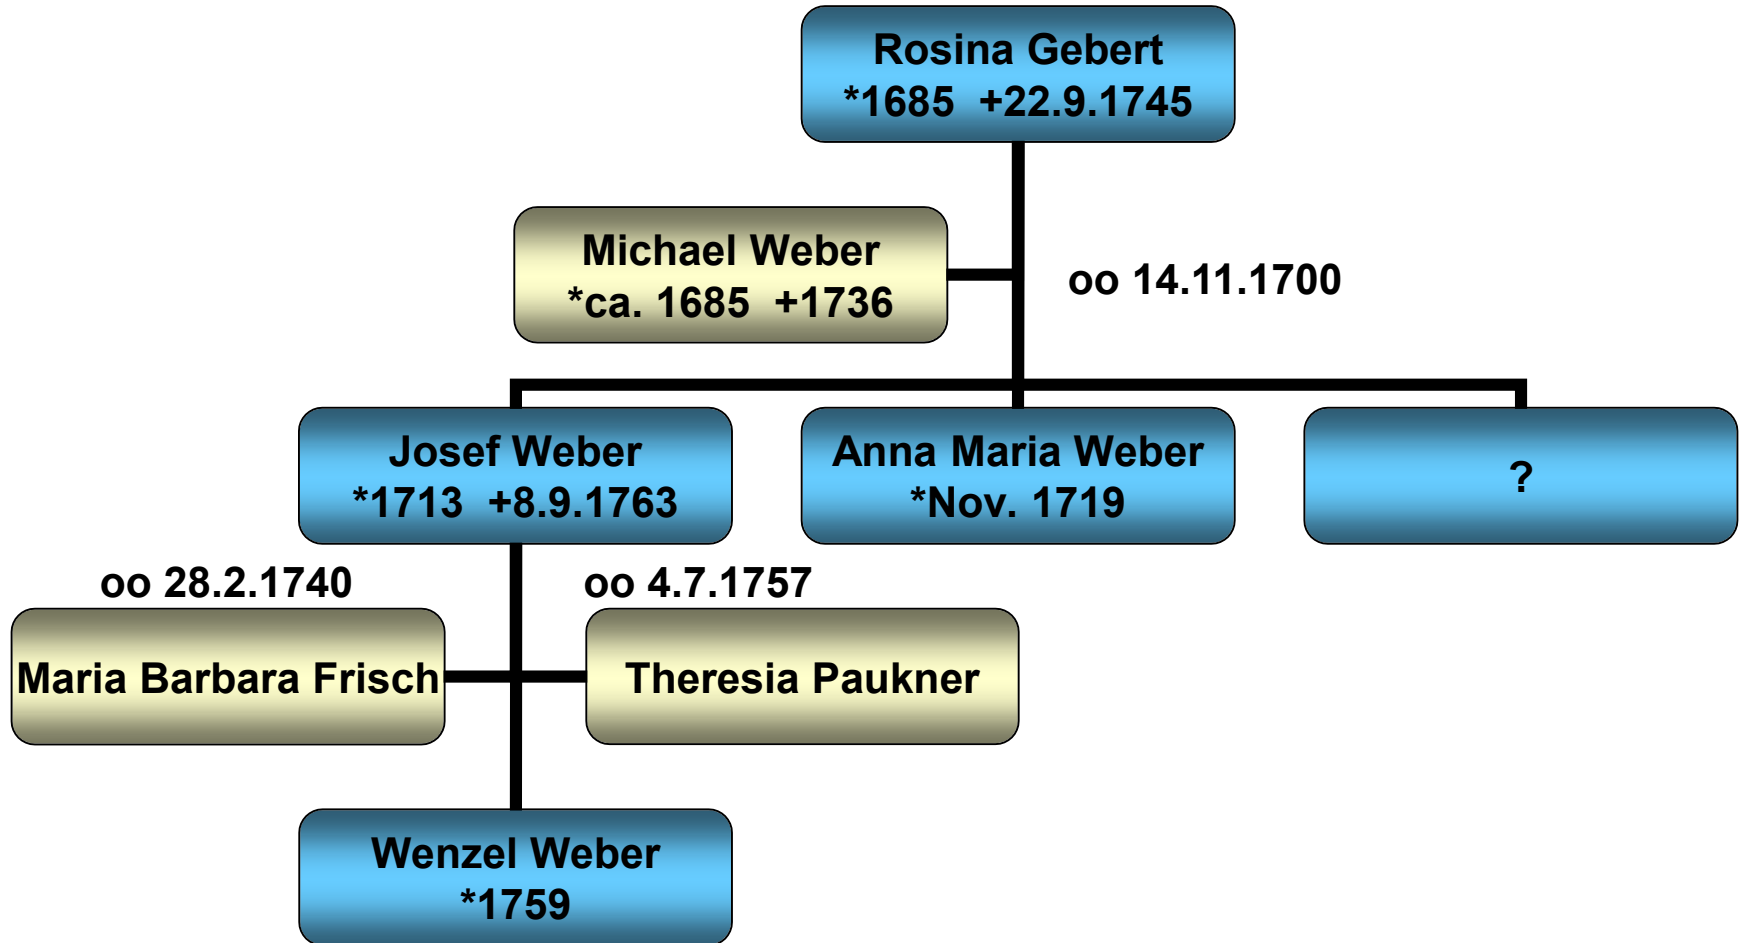 Rosina Gebert
*1685 +22.9.1745
Michael Weber
*ca. 1685 +1736
oo 14.11.1700
Josef Weber
*1713 +8.9.1763
Anna Maria Weber
*Nov. 1719
?
oo 28.2.1740
oo 4.7.1757
Maria Barbara Frisch
Theresia Paukner
Wenzel Weber
*1759